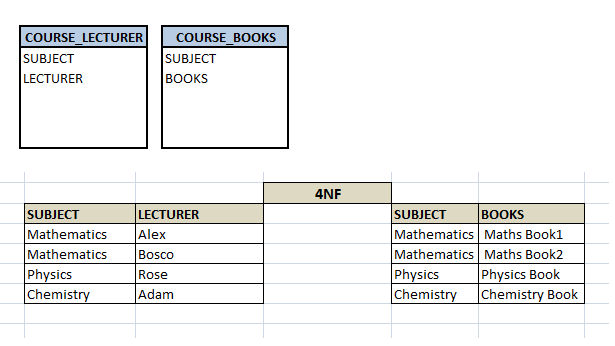 COURSE_LECTURER COURSE_BOOKS
SUBJECT SUBJECT
LECTURER BOOKS
4NF
SUBJECT LECTURER SUBJECT BOOKS
Mathematics Alex Mathematics Maths Book1
Mathematics Bosco Mathematics Maths Book2
Physics Rose Physics Physics Book
Chemistry Adam Chemistry Chemistry Book